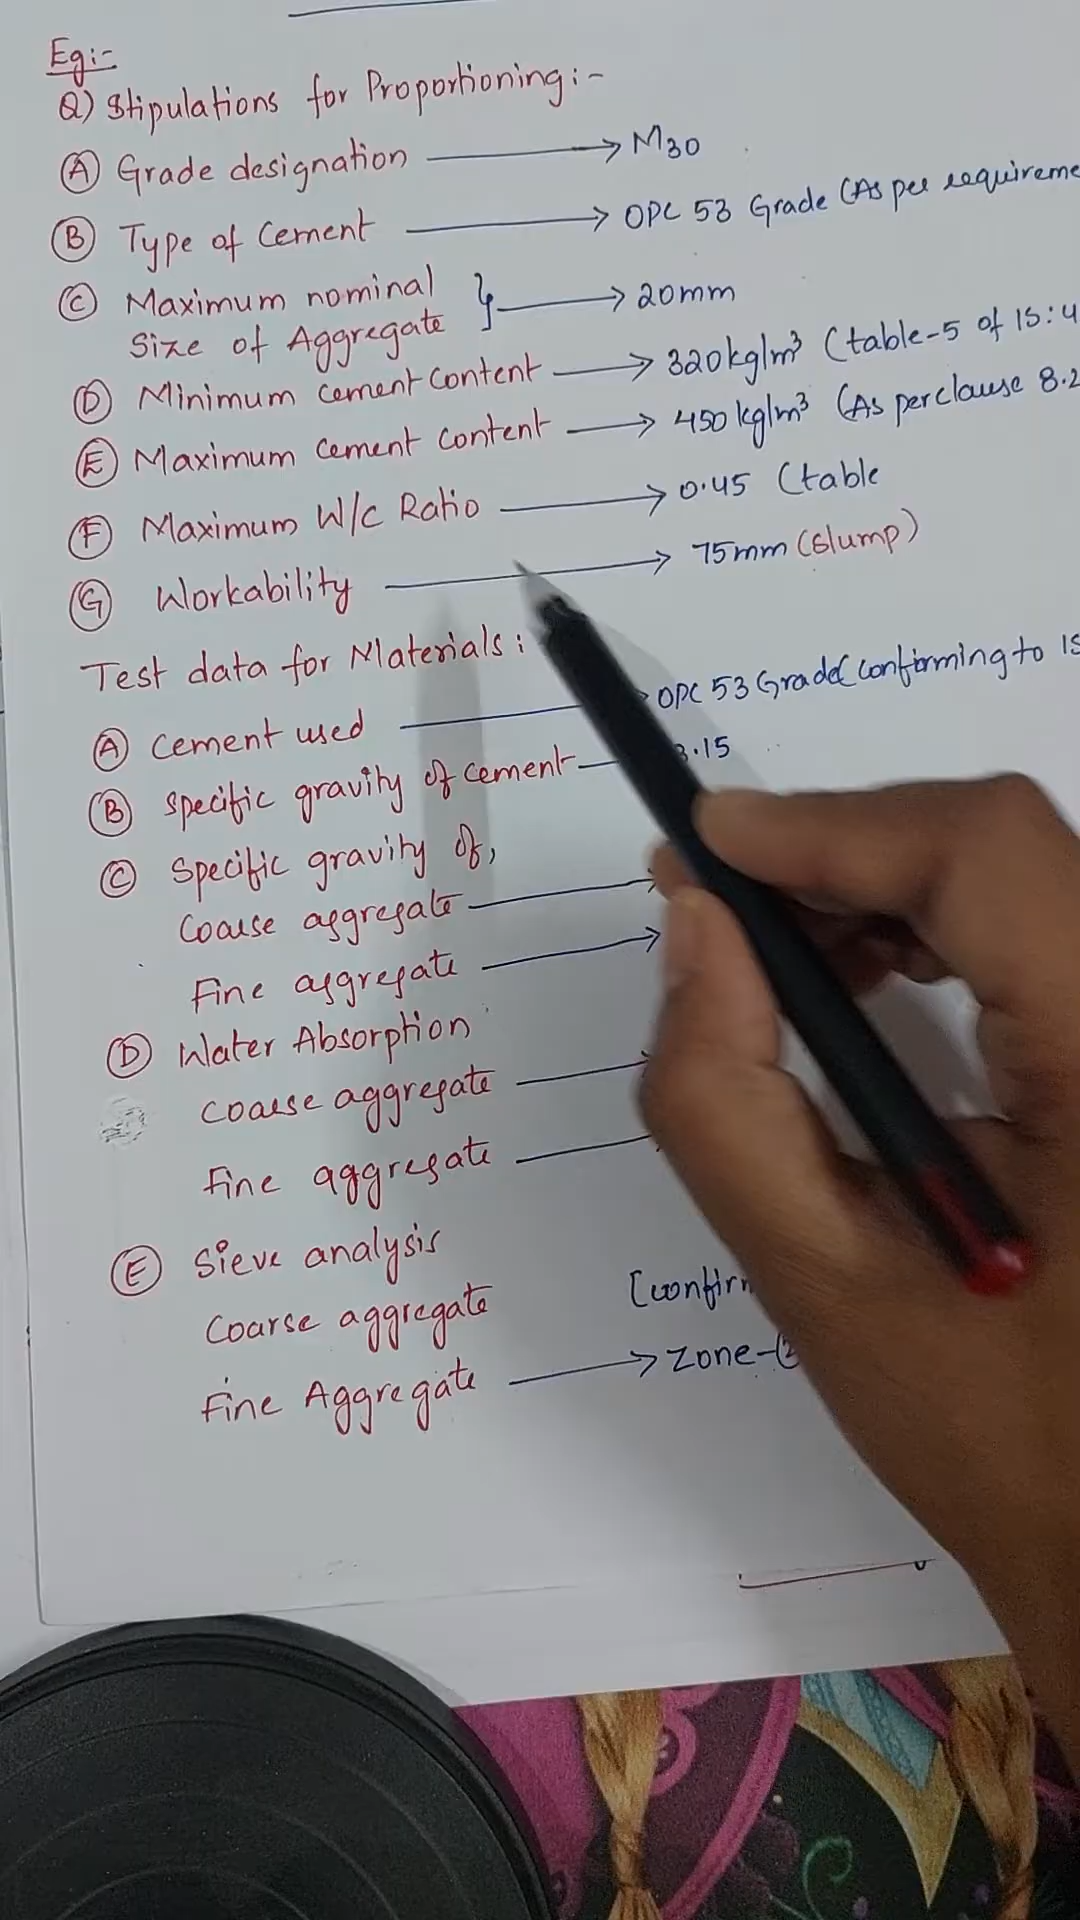 Eg:-
Q) Stipulations for Proportioning:-
(A) Grade designation → M30
(B) Type of Cement → OPC 53 Grade (As per requireme
(C) Maximum nominal
Size of Aggregate } → 20mm
(D) Minimum cement content → 320kg/m³ (table-5 of IS:4
(E) Maximum cement content → 450kg/m³ (As per clause 8.2
(F) Maximum W/C Ratio → 0.45 (table
(G) Workability → 75mm (slump)
Test data for Materials:
(A) Cement used OPC 53 Grade (confirming to IS
(B) Specific gravity of cement .15
(C) Specific gravity of,
Coarse aggregate →
Fine aggregate →
(D) Water Absorption
Coarse aggregate
Fine aggregate
(E) Sieve analysis
Coarse aggregate [confirm
Fine Aggregate → Zone-